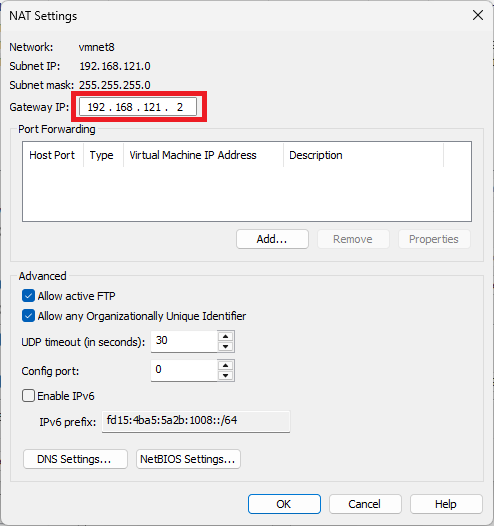 NAT Settings
Network: vmnet8
Subnet IP: 192.168.121.0
Subnet mask: 255.255.255.0
Gateway IP: 192 . 168 . 121 . 2
Port Forwarding
Host Port Type Virtual Machine IP Address Description
Add... Remove Properties
Advanced
Allow active FTP
Allow any Organizationally Unique Identifier
UDP timeout (in seconds): 30
Config port: 0
Enable IPv6
IPv6 prefix: fd15:4ba5:5a2b:1008::/64
DNS Settings... NetBIOS Settings...
OK Cancel Help